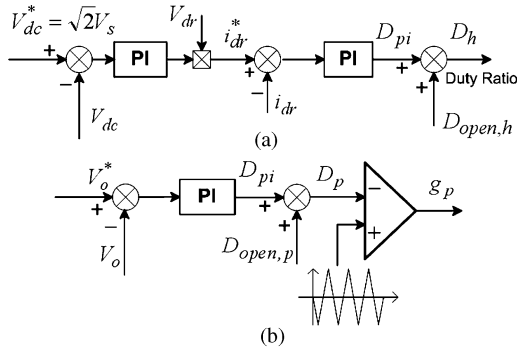 V*dc = √2Vs
+
−
Vdc
PI
Vdr
i*dr
+
−
idr
PI
Dpi
+
+
Dh
Duty Ratio
Dopen,h
(a)
V*o
+
−
Vo
PI
Dpi
+
+
Dopen,p
Dp
−
+
gp
(b)